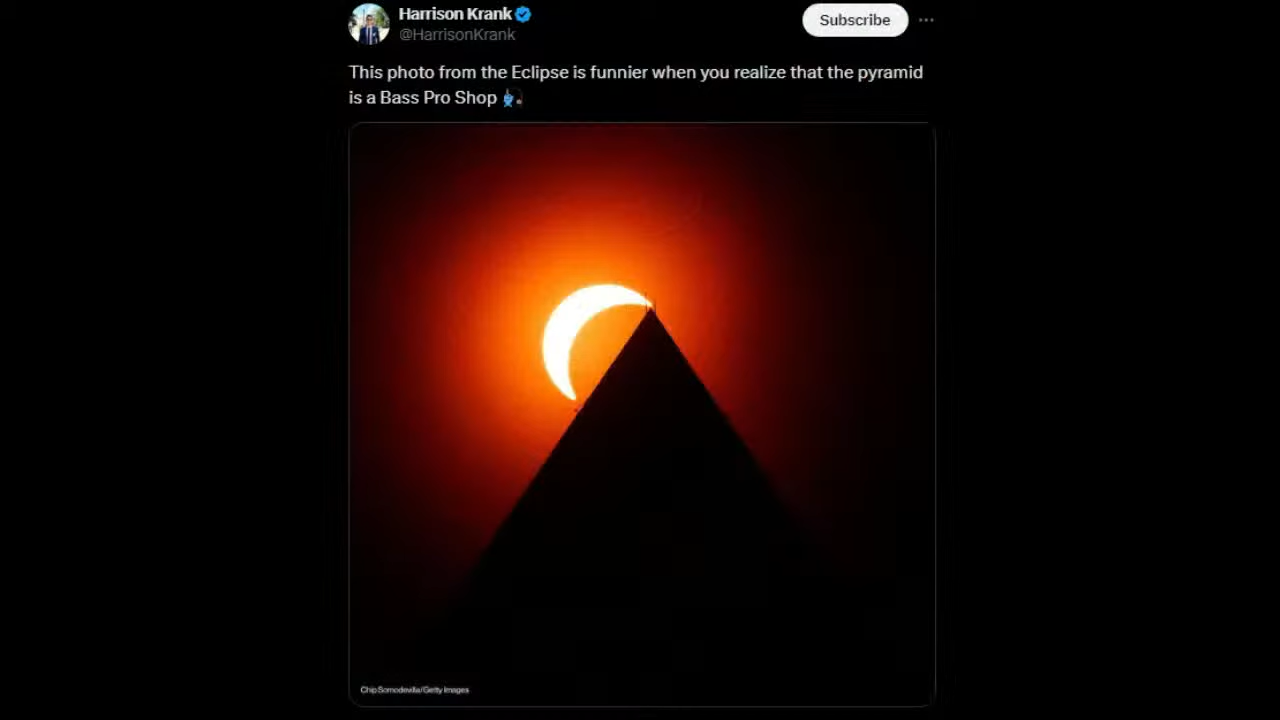 Harrison Krank
Subscribe
@HarrisonKrank
This photo from the Eclipse is funnier when you realize that the pyramid
is a Bass Pro Shop 🎣
Chip Somodevilla/Getty Images